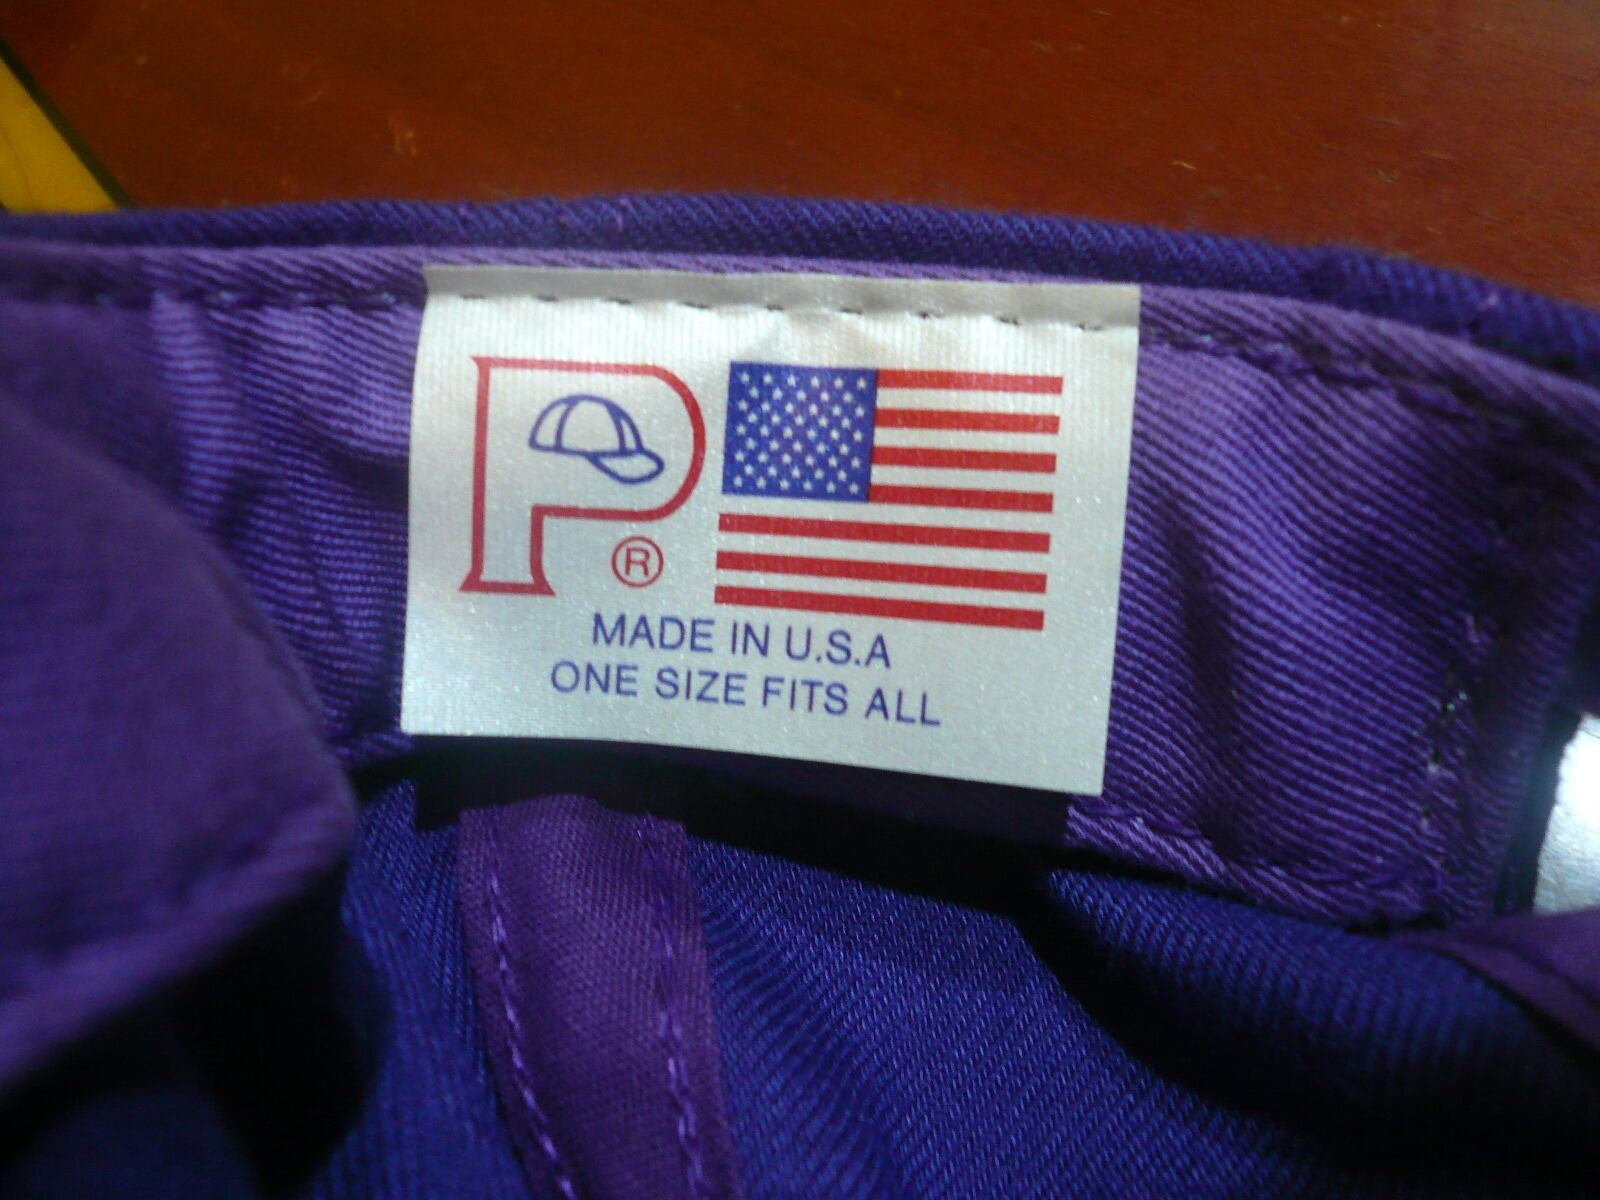 P
®
MADE IN U.S.A
ONE SIZE FITS ALL